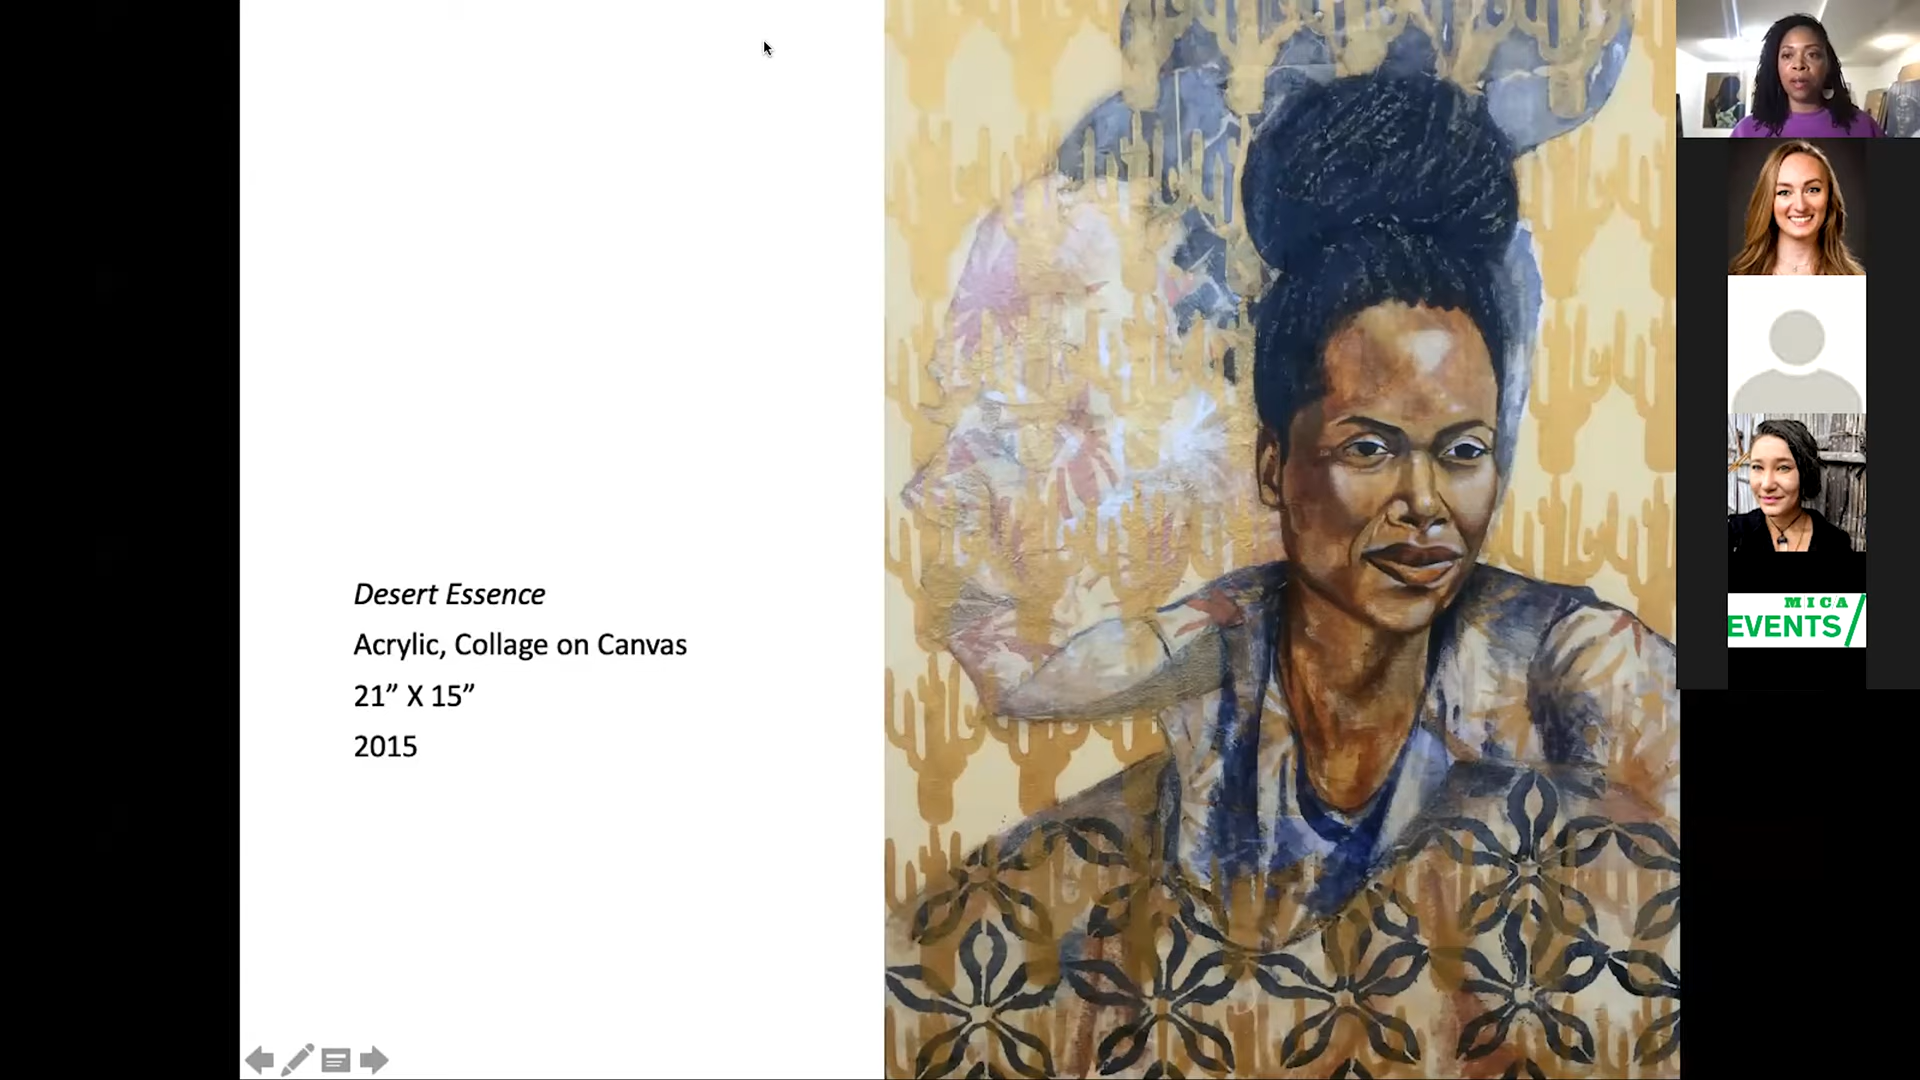 Desert Essence
Acrylic, Collage on Canvas
21” X 15”
2015
MICA
EVENTS/